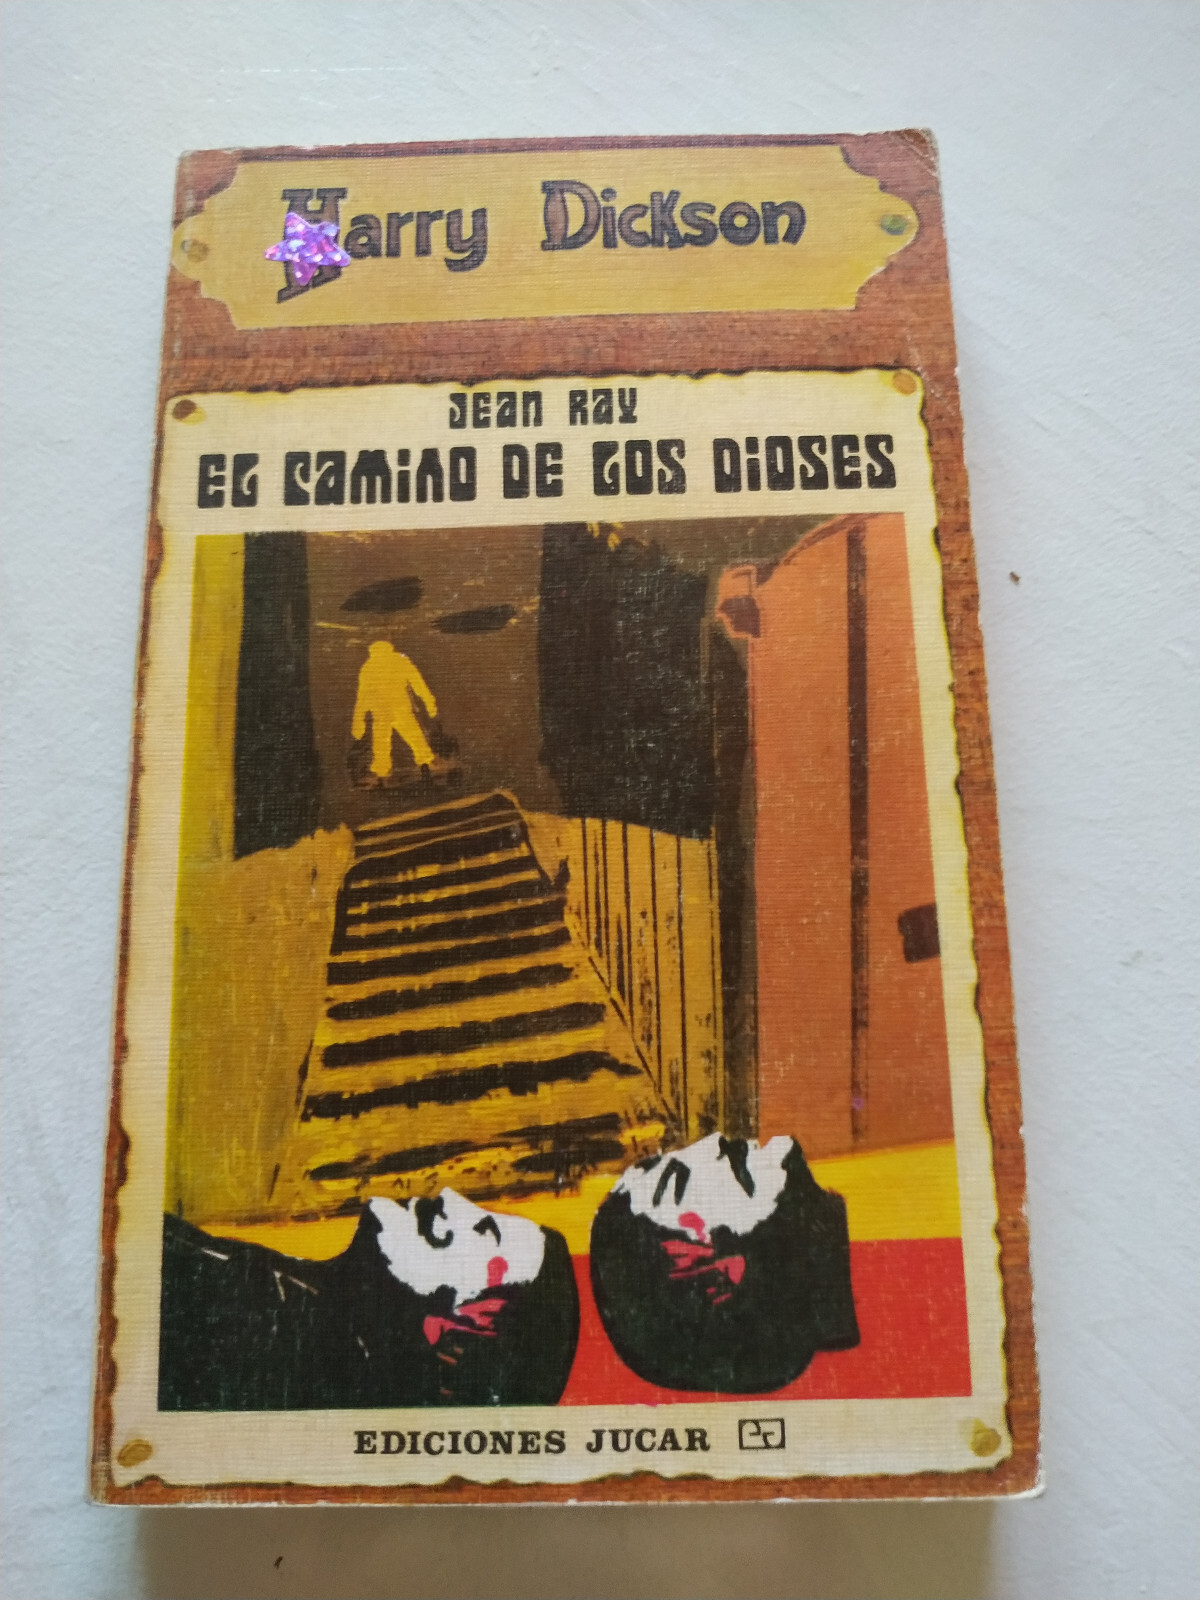 Harry Dickson
JEAN RAY
EL CAMINO DE LOS DIOSES
EDICIONES JUCAR